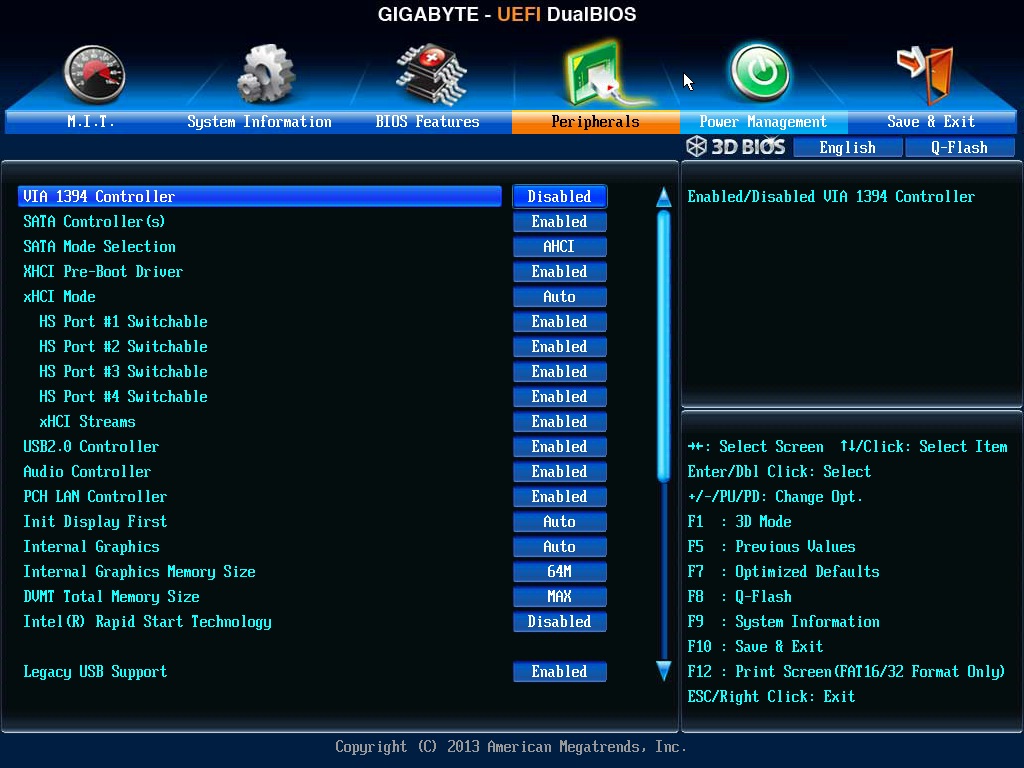 GIGABYTE - UEFI DualBIOS
M.I.T. System Information BIOS Features Peripherals Power Management Save & Exit
3D BIOS English Q-Flash
VIA 1394 Controller Disabled
SATA Controller(s) Enabled
SATA Mode Selection AHCI
XHCI Pre-Boot Driver Enabled
xHCI Mode Auto
HS Port #1 Switchable Enabled
HS Port #2 Switchable Enabled
HS Port #3 Switchable Enabled
HS Port #4 Switchable Enabled
xHCI Streams Enabled
USB2.0 Controller Enabled
Audio Controller Enabled
PCH LAN Controller Enabled
Init Display First Auto
Internal Graphics Auto
Internal Graphics Memory Size 64M
DVMT Total Memory Size MAX
Intel(R) Rapid Start Technology Disabled
Legacy USB Support Enabled
Enabled/Disabled VIA 1394 Controller
→←: Select Screen ↑↓/Click: Select Item
Enter/Dbl Click: Select
+/-/PU/PD: Change Opt.
F1 : 3D Mode
F5 : Previous Values
F7 : Optimized Defaults
F8 : Q-Flash
F9 : System Information
F10 : Save & Exit
F12 : Print Screen(FAT16/32 Format Only)
ESC/Right Click: Exit
Copyright (C) 2013 American Megatrends, Inc.